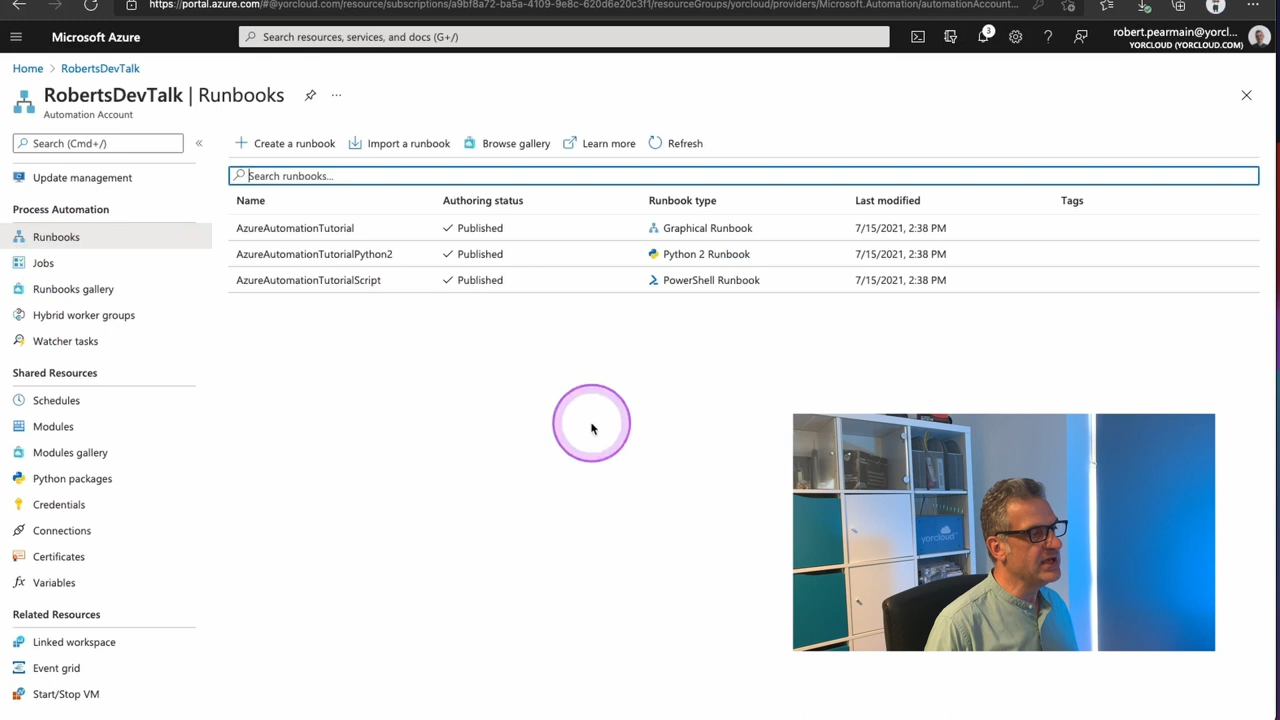 https://portal.azure.com/#@yorcloud.com/resource/subscriptions/a9bf8a72-ba5a-4109-9e8c-620d6e20c3f1/resourceGroups/yorcloud/providers/Microsoft.Automation/automationAccount...
Microsoft Azure
Search resources, services, and docs (G+/)
3
robert.pearmain@yorcl...
YORCLOUD (YORCLOUD.COM)
Home > RobertsDevTalk
RobertsDevTalk | Runbooks ...
Automation Account
Search (Cmd+/) «
Create a runbook Import a runbook Browse gallery Learn more Refresh
Search runbooks...
Update management
Process Automation
Runbooks
Jobs
Runbooks gallery
Hybrid worker groups
Watcher tasks
Shared Resources
Schedules
Modules
Modules gallery
Python packages
Credentials
Connections
Certificates
Variables
Related Resources
Linked workspace
Event grid
Start/Stop VM
Name Authoring status Runbook type Last modified Tags
AzureAutomationTutorial Published Graphical Runbook 7/15/2021, 2:38 PM
AzureAutomationTutorialPython2 Published Python 2 Runbook 7/15/2021, 2:38 PM
AzureAutomationTutorialScript Published PowerShell Runbook 7/15/2021, 2:38 PM
yorcloud